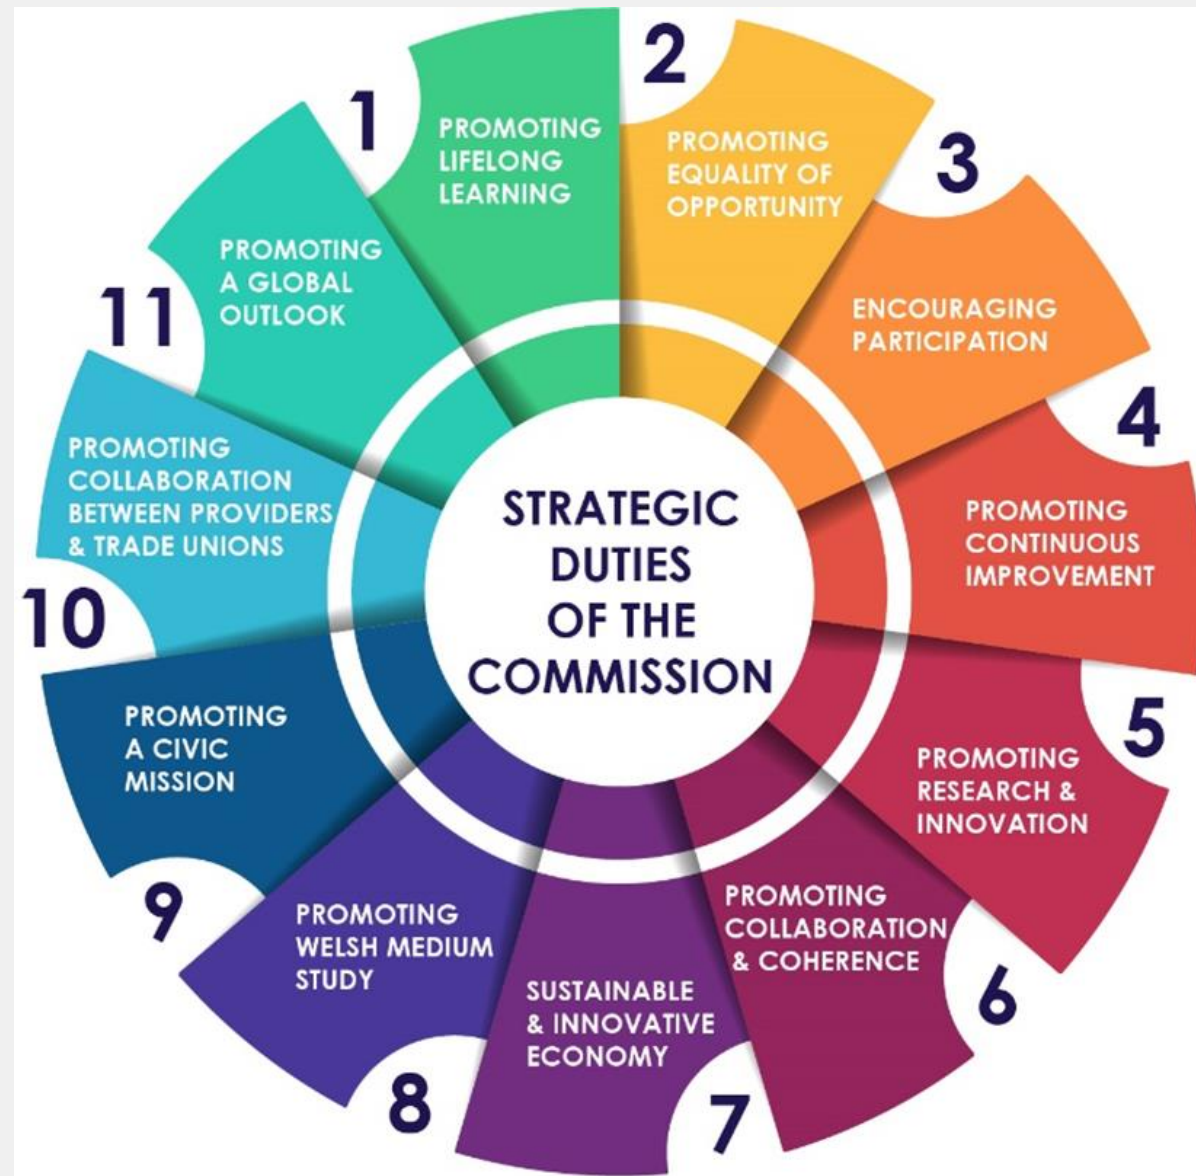 STRATEGIC
DUTIES
OF THE
COMMISSION
1
PROMOTING
LIFELONG
LEARNING
2
PROMOTING
EQUALITY OF
OPPORTUNITY
3
ENCOURAGING
PARTICIPATION
4
PROMOTING
CONTINUOUS
IMPROVEMENT
5
PROMOTING
RESEARCH &
INNOVATION
6
PROMOTING
COLLABORATION
& COHERENCE
7
SUSTAINABLE
& INNOVATIVE
ECONOMY
8
PROMOTING
WELSH MEDIUM
STUDY
9
PROMOTING
A CIVIC
MISSION
10
PROMOTING
COLLABORATION
BETWEEN PROVIDERS
& TRADE UNIONS
11
PROMOTING
A GLOBAL
OUTLOOK